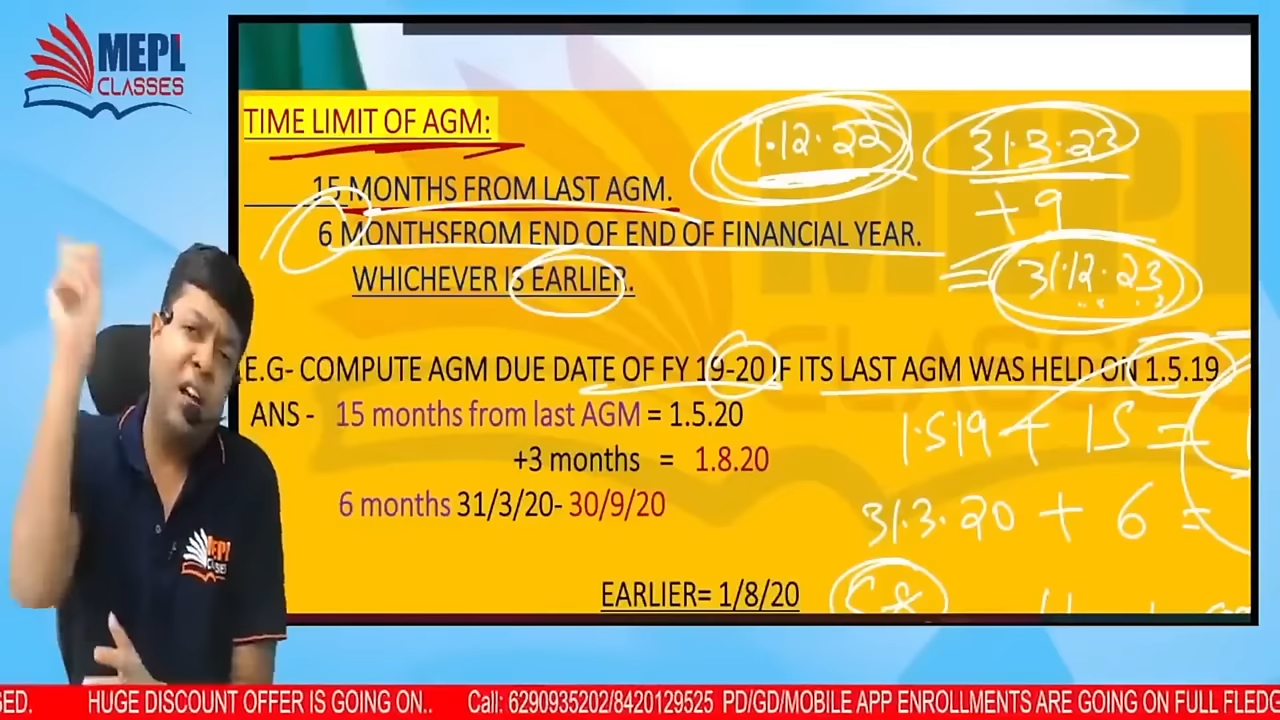 MEPL
CLASSES
TIME LIMIT OF AGM:
15 MONTHS FROM LAST AGM.
6 MONTHSFROM END OF END OF FINANCIAL YEAR.
WHICHEVER IS EARLIER.
1.12.22
31.3.23
+9
= 31.12.23
E.G- COMPUTE AGM DUE DATE OF FY 19-20 IF ITS LAST AGM WAS HELD ON 1.5.19
ANS - 15 months from last AGM = 1.5.20
+3 months = 1.8.20
6 months 31/3/20- 30/9/20
EARLIER= 1/8/20
1.5.19 + 15 =
31.3.20 + 6 =
MEPL
CLASSES
SED. HUGE DISCOUNT OFFER IS GOING ON.. Call: 6290935202/8420129525 PD/GD/MOBILE APP ENROLLMENTS ARE GOING ON FULL FLEDG